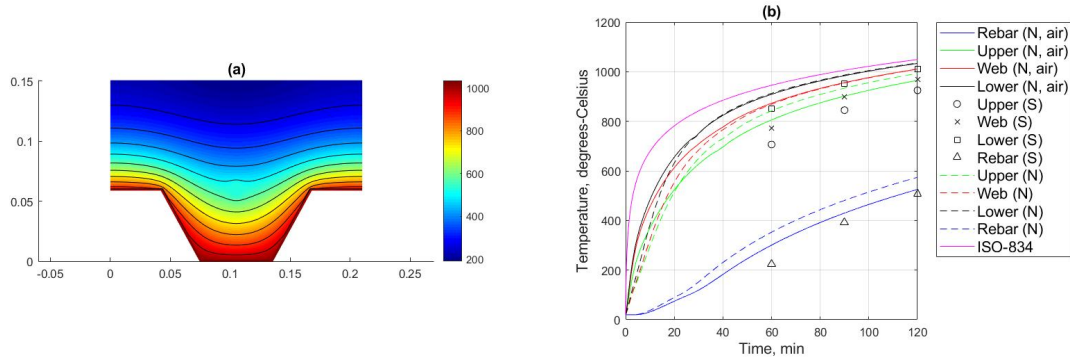 (a)
0.15
0.1
0.05
0
-0.05
0
0.05
0.1
0.15
0.2
0.25
1000
800
600
400
200
(b)
1200
1000
800
600
400
200
0
0
20
40
60
80
100
120
Temperature, degrees-Celsius
Time, min
Rebar (N, air)
Upper (N, air)
Web (N, air)
Lower (N, air)
Upper (S)
Web (S)
Lower (S)
Rebar (S)
Upper (N)
Web (N)
Lower (N)
Rebar (N)
ISO-834